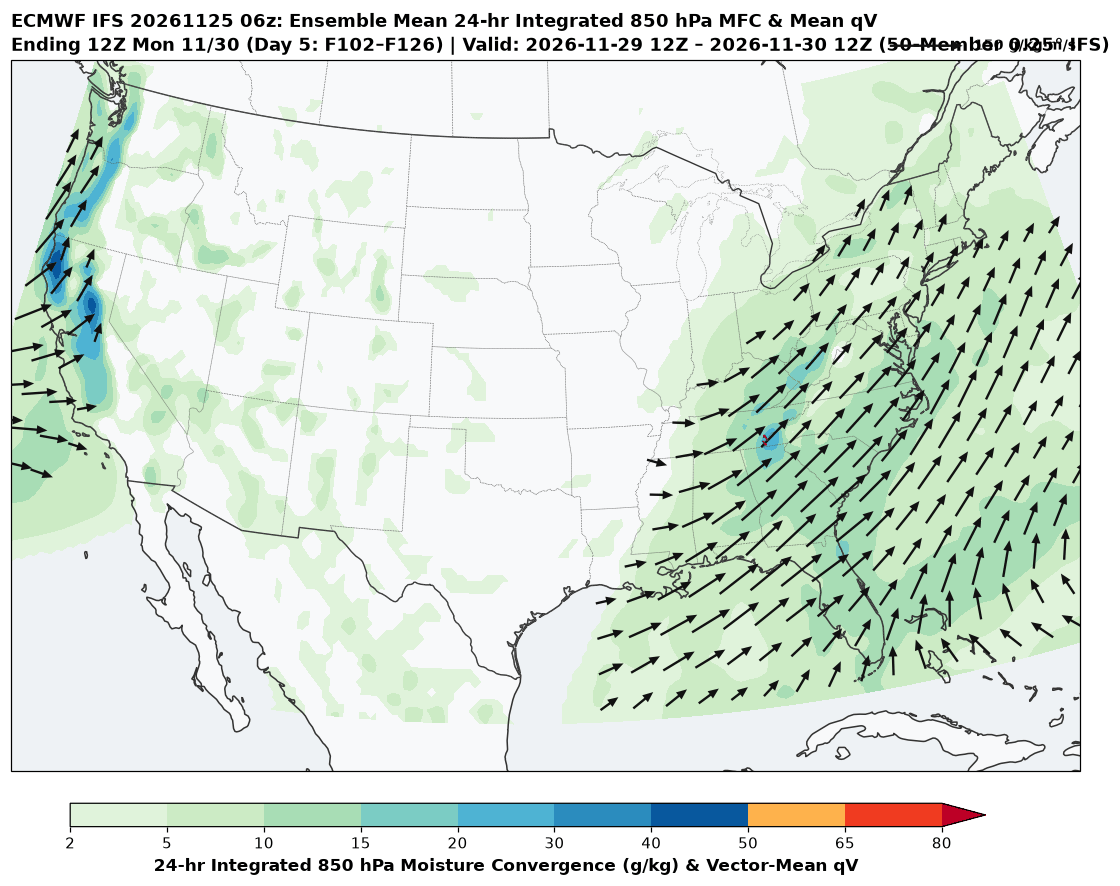 ECMWF IFS 20261125 06z: Ensemble Mean 24-hr Integrated 850 hPa MFC & Mean qV
Ending 12Z Mon 11/30 (Day 5: F102–F126) | Valid: 2026-11-29 12Z – 2026-11-30 12Z (50-Member 0.25° IFS)
2 5 10 15 20 30 40 50 65 80
24-hr Integrated 850 hPa Moisture Convergence (g/kg) & Vector-Mean qV